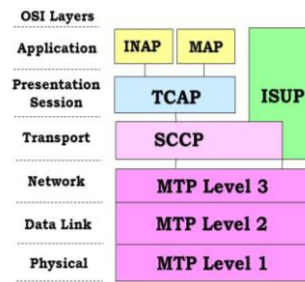 OSI Layers
Application
INAP
MAP
Presentation
Session
TCAP
ISUP
Transport
SCCP
Network
MTP Level 3
Data Link
MTP Level 2
Physical
MTP Level 1